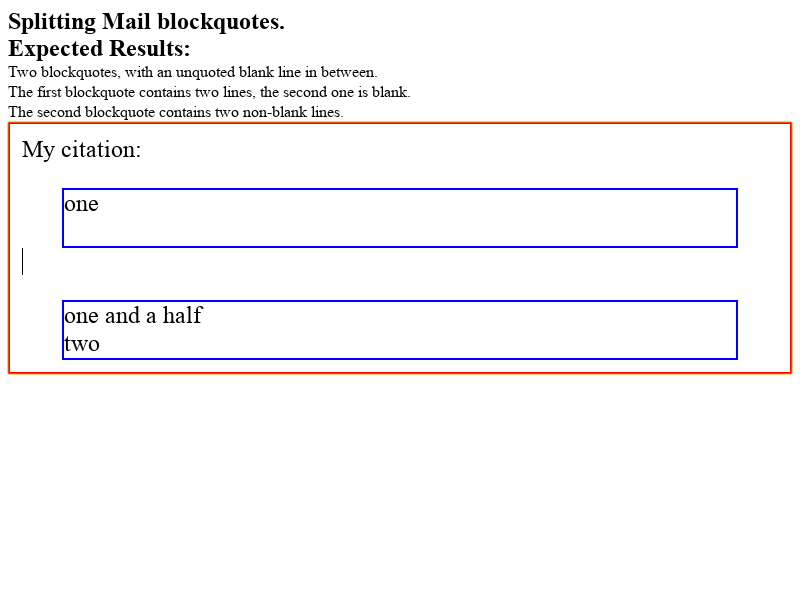 Splitting Mail blockquotes.
Expected Results:
Two blockquotes, with an unquoted blank line in between.
The first blockquote contains two lines, the second one is blank.
The second blockquote contains two non-blank lines.
My citation:
one
one and a half
two